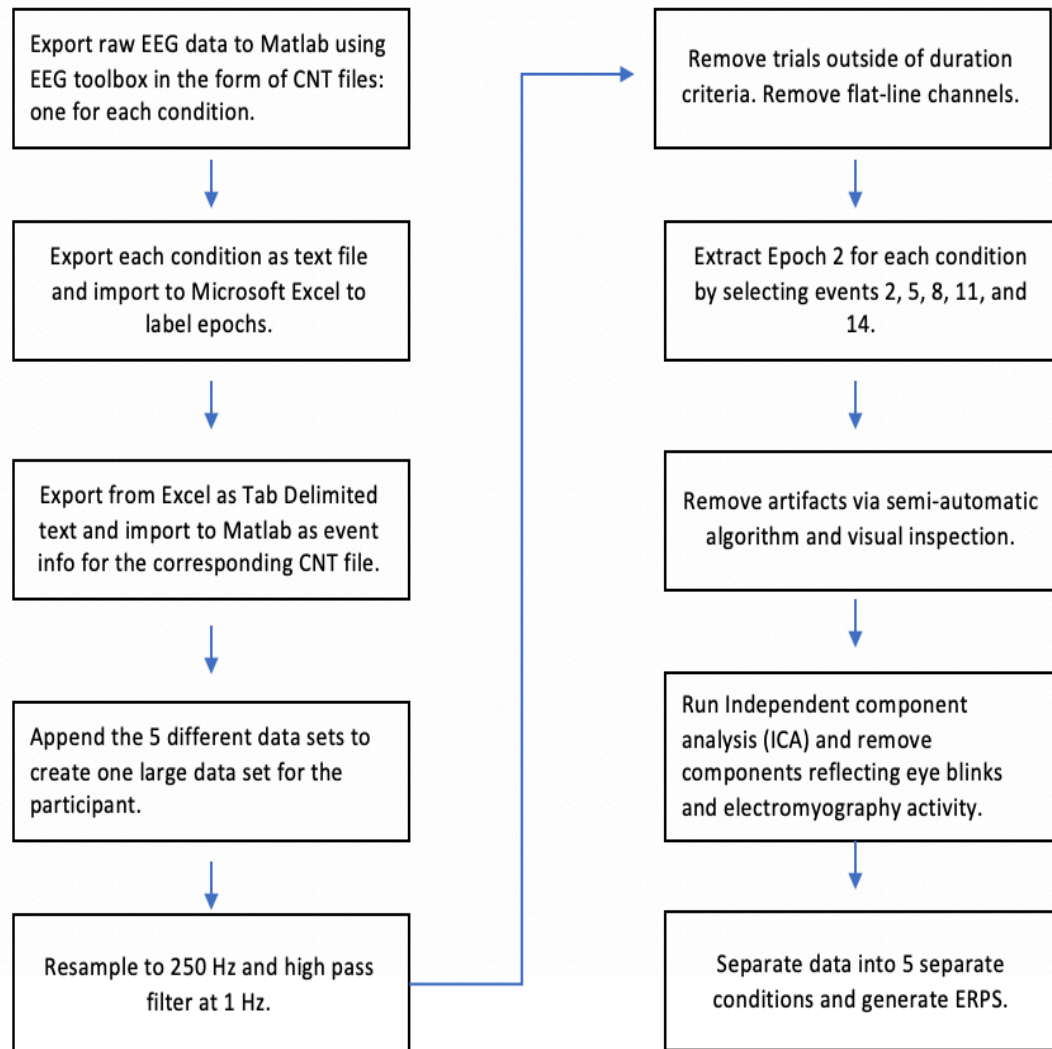 Export raw EEG data to Matlab using
EEG toolbox in the form of CNT files:
one for each condition.
Export each condition as text file
and import to Microsoft Excel to
label epochs.
Export from Excel as Tab Delimited
text and import to Matlab as event
info for the corresponding CNT file.
Append the 5 different data sets to
create one large data set for the
participant.
Resample to 250 Hz and high pass
filter at 1 Hz.
Remove trials outside of duration
criteria. Remove flat-line channels.
Extract Epoch 2 for each condition
by selecting events 2, 5, 8, 11, and
14.
Remove artifacts via semi-automatic
algorithm and visual inspection.
Run Independent component
analysis (ICA) and remove
components reflecting eye blinks
and electromyography activity.
Separate data into 5 separate
conditions and generate ERPS.